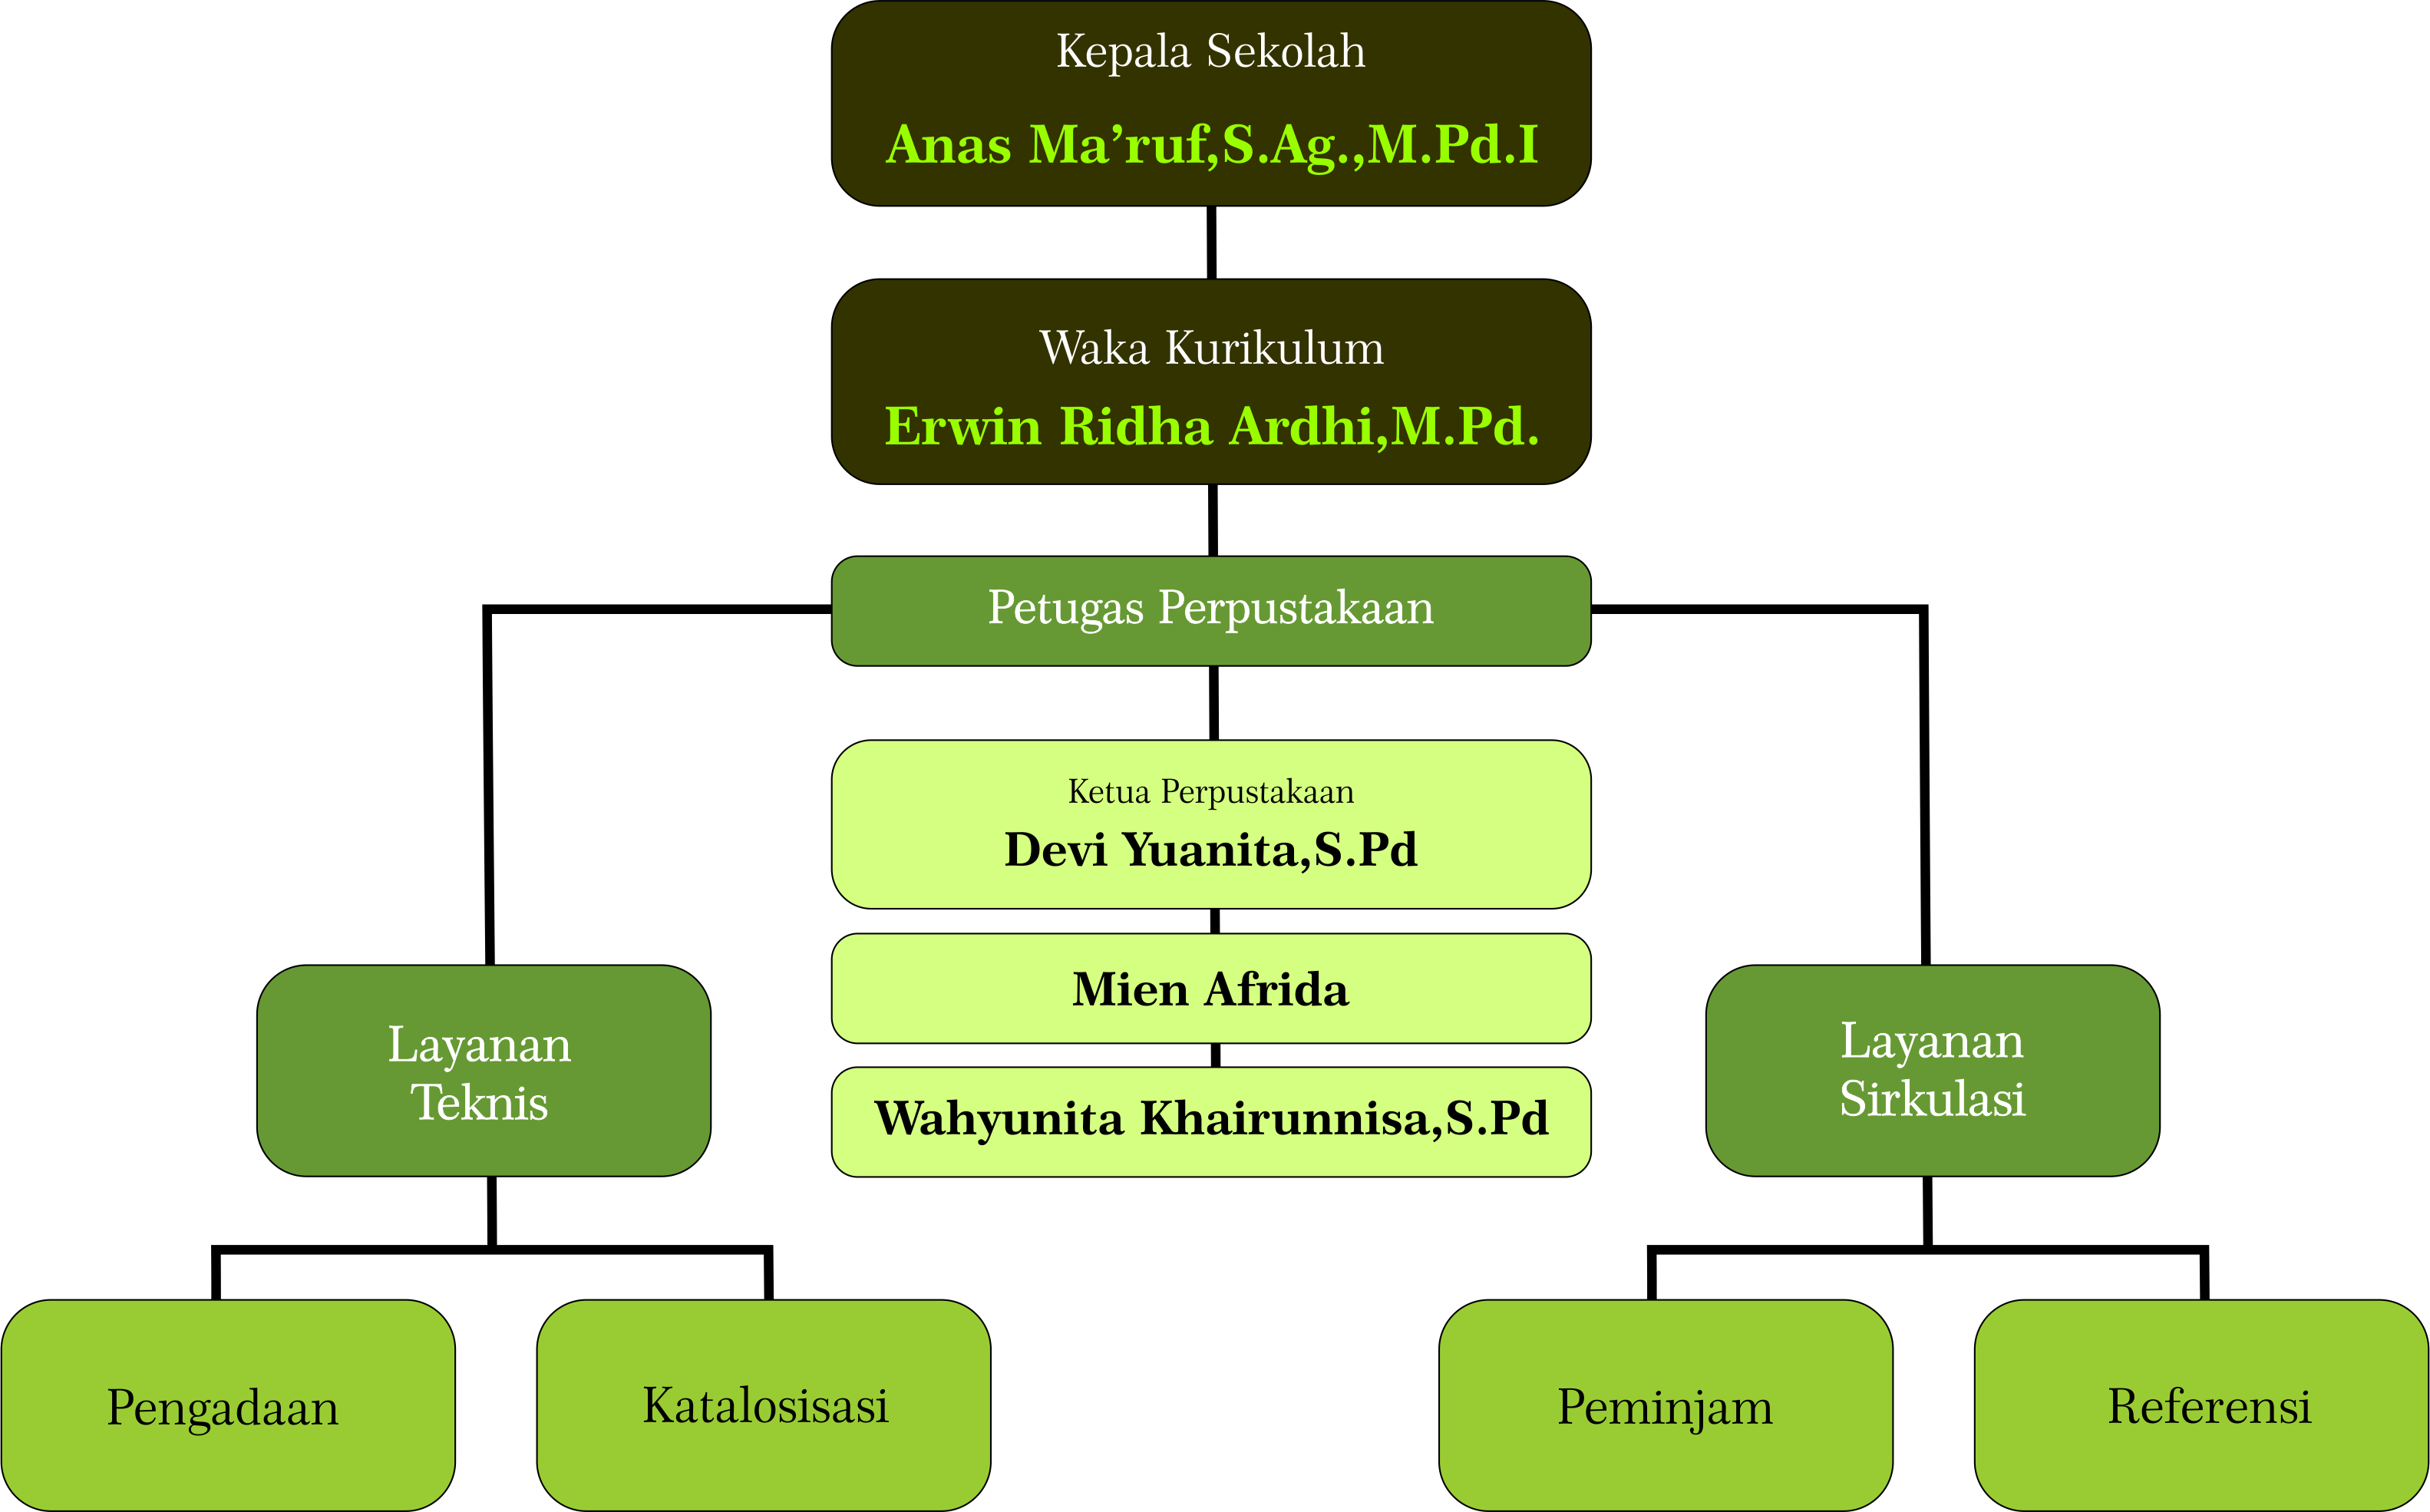 Kepala Sekolah
Anas Ma’ruf,S.Ag.,M.Pd.I
Waka Kurikulum
Erwin Ridha Ardhi,M.Pd.
Petugas Perpustakaan
Ketua Perpustakaan
Devi Yuanita,S.Pd
Mien Afrida
Wahyunita Khairunnisa,S.Pd
Layanan
Teknis
Layanan
Sirkulasi
Pengadaan
Katalosisasi
Peminjam
Referensi